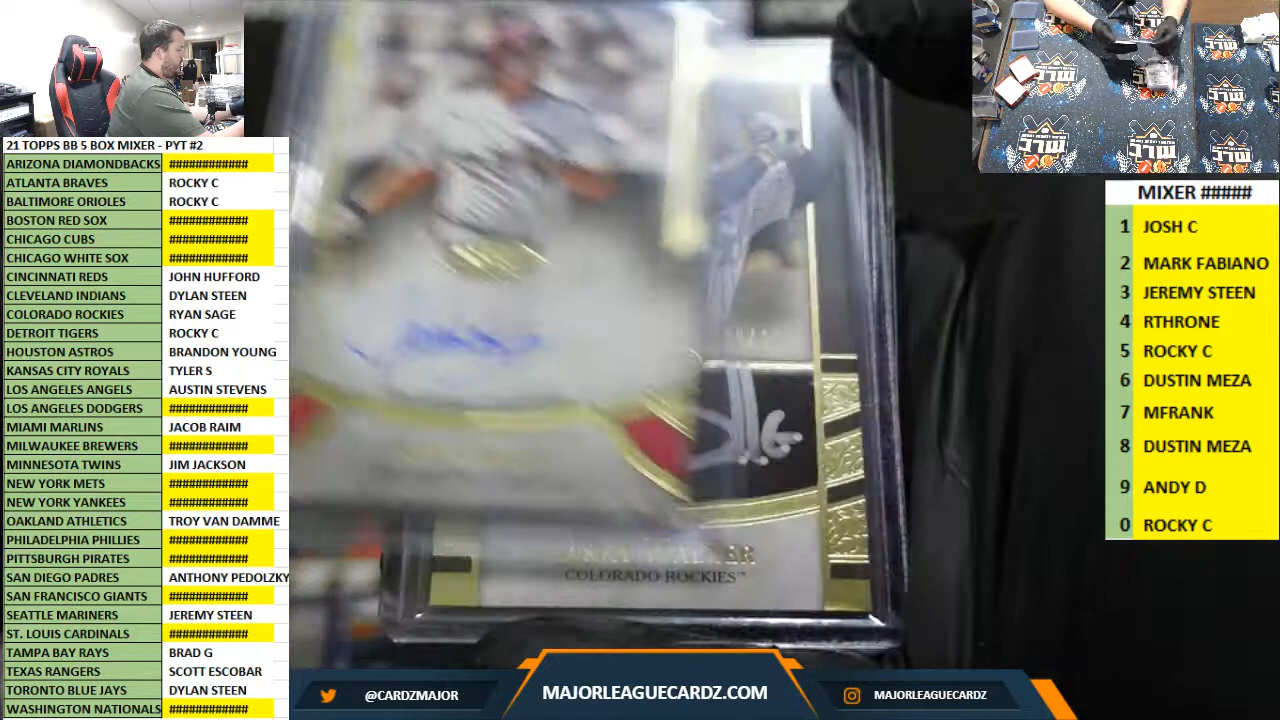 21 TOPPS BB 5 BOX MIXER - PYT #2
ARIZONA DIAMONDBACKS ############
ATLANTA BRAVES ROCKY C
BALTIMORE ORIOLES ROCKY C
BOSTON RED SOX ############
CHICAGO CUBS ############
CHICAGO WHITE SOX ############
CINCINNATI REDS JOHN HUFFORD
CLEVELAND INDIANS DYLAN STEEN
COLORADO ROCKIES RYAN SAGE
DETROIT TIGERS ROCKY C
HOUSTON ASTROS BRANDON YOUNG
KANSAS CITY ROYALS TYLER S
LOS ANGELES ANGELS AUSTIN STEVENS
LOS ANGELES DODGERS ############
MIAMI MARLINS JACOB RAIM
MILWAUKEE BREWERS ############
MINNESOTA TWINS JIM JACKSON
NEW YORK METS ############
NEW YORK YANKEES ############
OAKLAND ATHLETICS TROY VAN DAMME
PHILADELPHIA PHILLIES ############
PITTSBURGH PIRATES ############
SAN DIEGO PADRES ANTHONY PEDOLZKY
SAN FRANCISCO GIANTS ############
SEATTLE MARINERS JEREMY STEEN
ST. LOUIS CARDINALS ############
TAMPA BAY RAYS BRAD G
TEXAS RANGERS SCOTT ESCOBAR
TORONTO BLUE JAYS DYLAN STEEN
WASHINGTON NATIONALS ############
WALKER
COLORADO ROCKIES™
MIXER #####
1 JOSH C
2 MARK FABIANO
3 JEREMY STEEN
4 RTHRONE
5 ROCKY C
6 DUSTIN MEZA
7 MFRANK
8 DUSTIN MEZA
9 ANDY D
0 ROCKY C
@CARDZMAJOR
MAJORLEAGUECARDZ.COM
MAJORLEAGUECARDZ